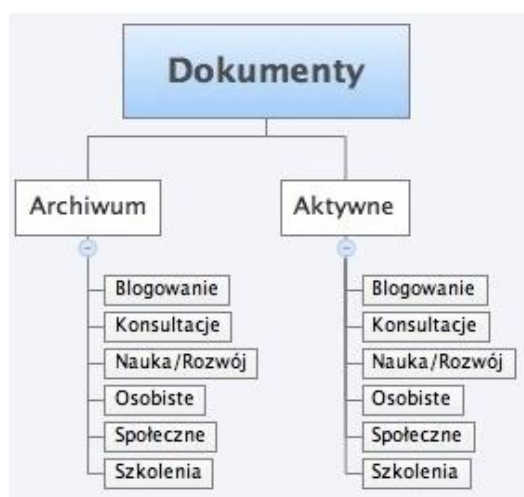 Dokumenty
Archiwum
Blogowanie
Konsultacje
Nauka/Rozwój
Osobiste
Społeczne
Szkolenia
Aktywne
Blogowanie
Konsultacje
Nauka/Rozwój
Osobiste
Społeczne
Szkolenia